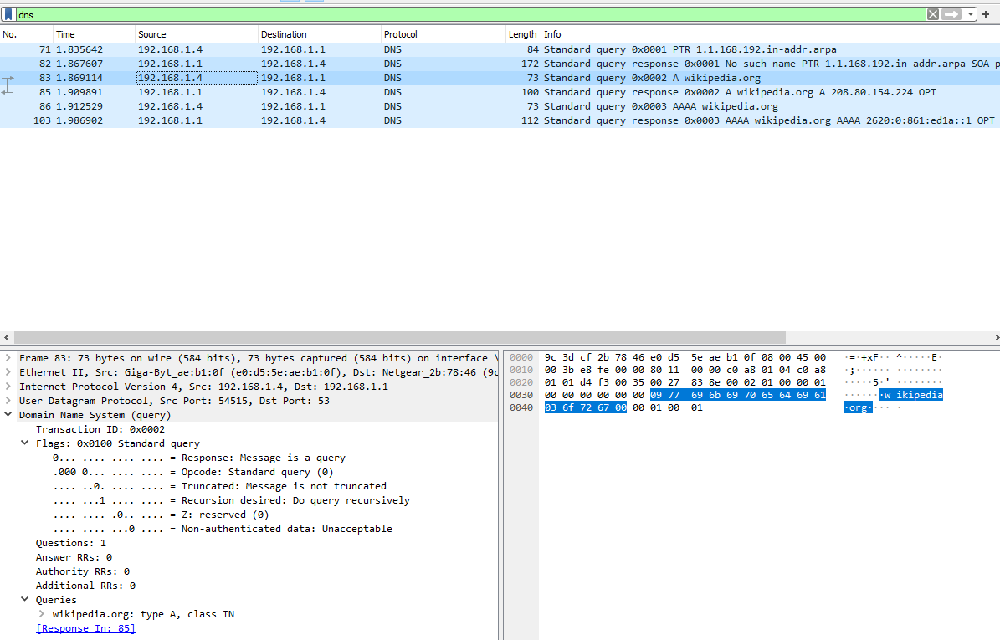 dns
No. Time Source Destination Protocol Length Info
71 1.835642 192.168.1.4 192.168.1.1 DNS 84 Standard query 0x0001 PTR 1.1.168.192.in-addr.arpa
82 1.867607 192.168.1.1 192.168.1.4 DNS 172 Standard query response 0x0001 No such name PTR 1.1.168.192.in-addr.arpa SOA p
83 1.869114 192.168.1.4 192.168.1.1 DNS 73 Standard query 0x0002 A wikipedia.org
85 1.909891 192.168.1.1 192.168.1.4 DNS 100 Standard query response 0x0002 A wikipedia.org A 208.80.154.224 OPT
86 1.912529 192.168.1.4 192.168.1.1 DNS 73 Standard query 0x0003 AAAA wikipedia.org
103 1.986902 192.168.1.1 192.168.1.4 DNS 112 Standard query response 0x0003 AAAA wikipedia.org AAAA 2620:0:861:ed1a::1 OPT
Frame 83: 73 bytes on wire (584 bits), 73 bytes captured (584 bits) on interface \
Ethernet II, Src: Giga-Byt_ae:b1:0f (e0:d5:5e:ae:b1:0f), Dst: Netgear_2b:78:46 (9c
Internet Protocol Version 4, Src: 192.168.1.4, Dst: 192.168.1.1
User Datagram Protocol, Src Port: 54515, Dst Port: 53
Domain Name System (query)
Transaction ID: 0x0002
Flags: 0x0100 Standard query
0... .... .... .... = Response: Message is a query
.000 0... .... .... = Opcode: Standard query (0)
.... ..0. .... .... = Truncated: Message is not truncated
.... ...1 .... .... = Recursion desired: Do query recursively
.... .... .0.. .... = Z: reserved (0)
.... .... ...0 .... = Non-authenticated data: Unacceptable
Questions: 1
Answer RRs: 0
Authority RRs: 0
Additional RRs: 0
Queries
wikipedia.org: type A, class IN
[Response In: 85]
0000 9c 3d cf 2b 78 46 e0 d5 5e ae b1 0f 08 00 45 00 ·=·+xF·· ^·····E·
0010 00 3b e8 fe 00 00 80 11 00 00 c0 a8 01 04 c0 a8 ·;······ ········
0020 01 01 d4 f3 00 35 00 27 83 8e 00 02 01 00 00 01 ·····5·' ········
0030 00 00 00 00 00 00 09 77 69 6b 69 70 65 64 69 61 ·······w ikipedia
0040 03 6f 72 67 00 00 01 00 01 ·org···· ·